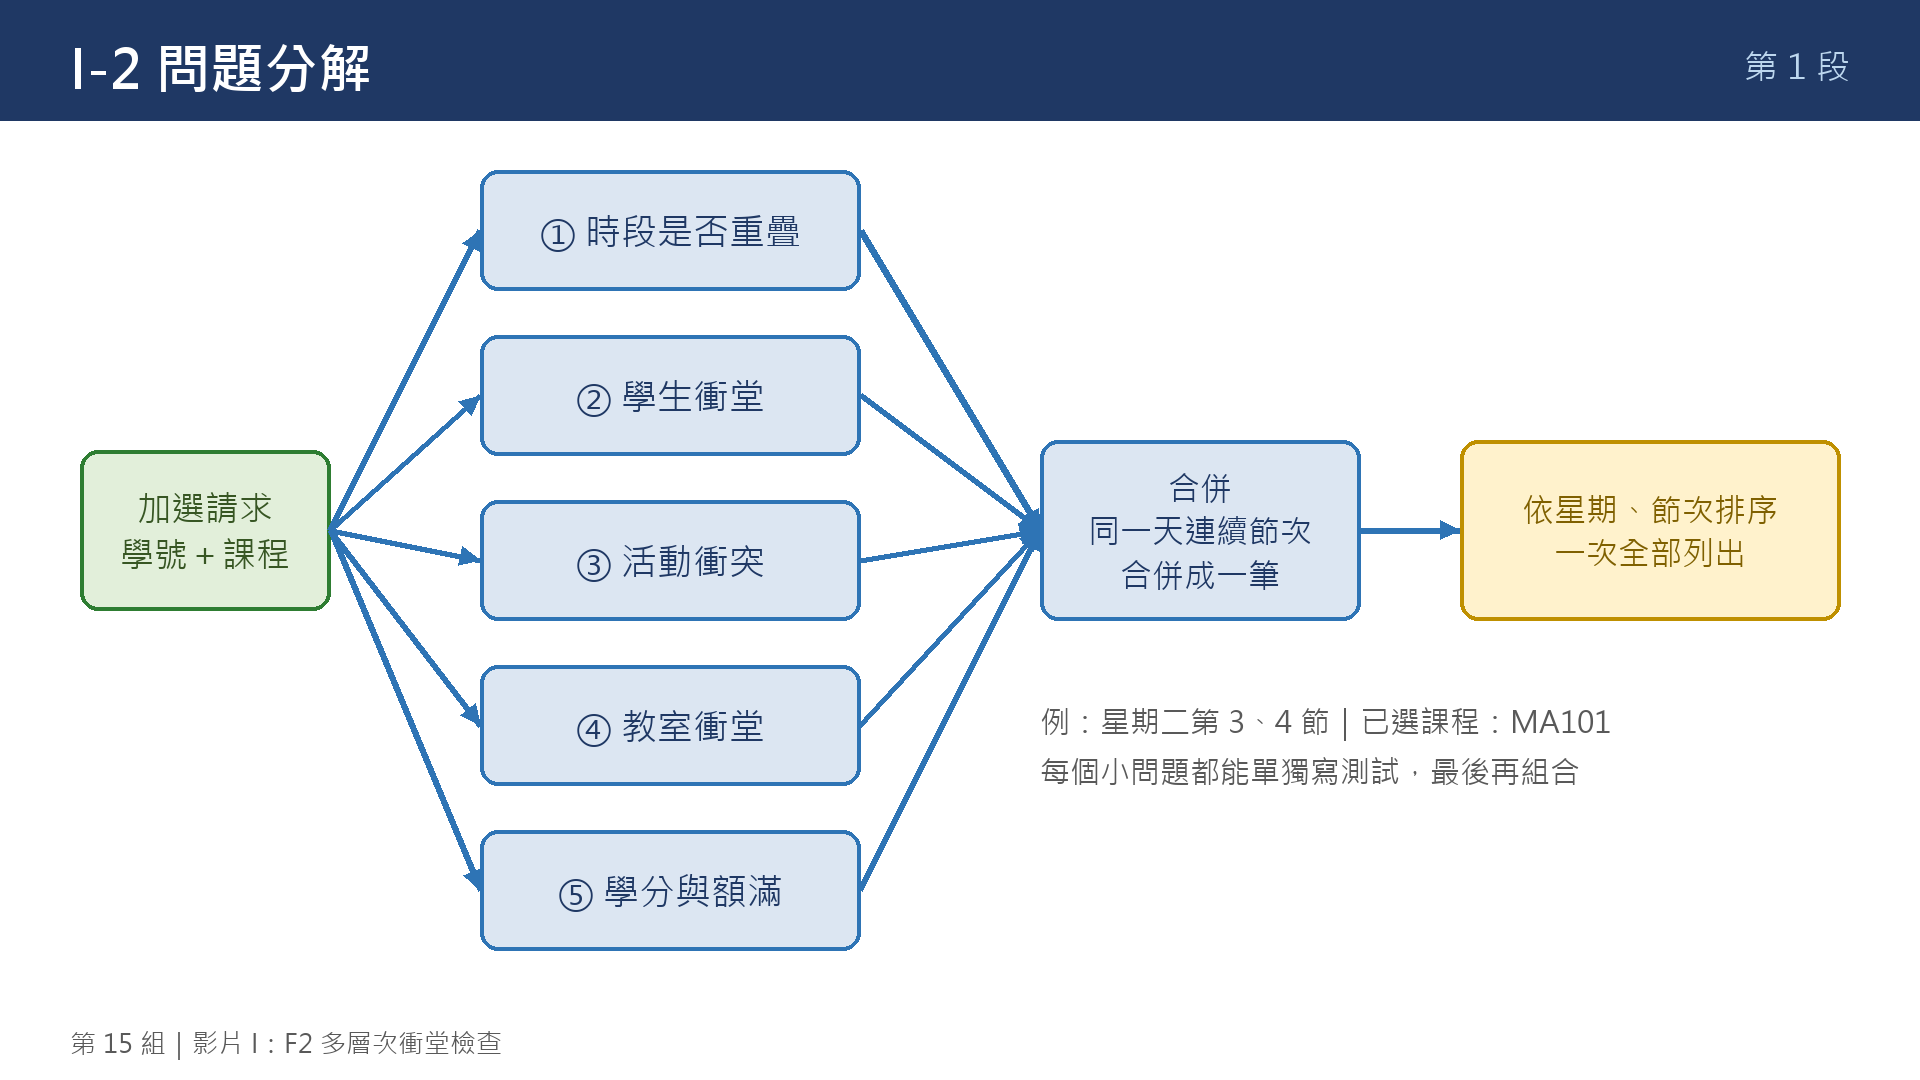 I-2 問題分解
第 1 段
① 時段是否重疊
② 學生衝堂
③ 活動衝突
④ 教室衝堂
⑤ 學分與額滿
加選請求
學號 + 課程
合併
同一天連續節次
合併成一筆
依星期、節次排序
一次全部列出
例：星期二第 3、4 節 | 已選課程：MA101
每個小問題都能單獨寫測試，最後再組合
第 15 組 | 影片 I：F2 多層次衝堂檢查